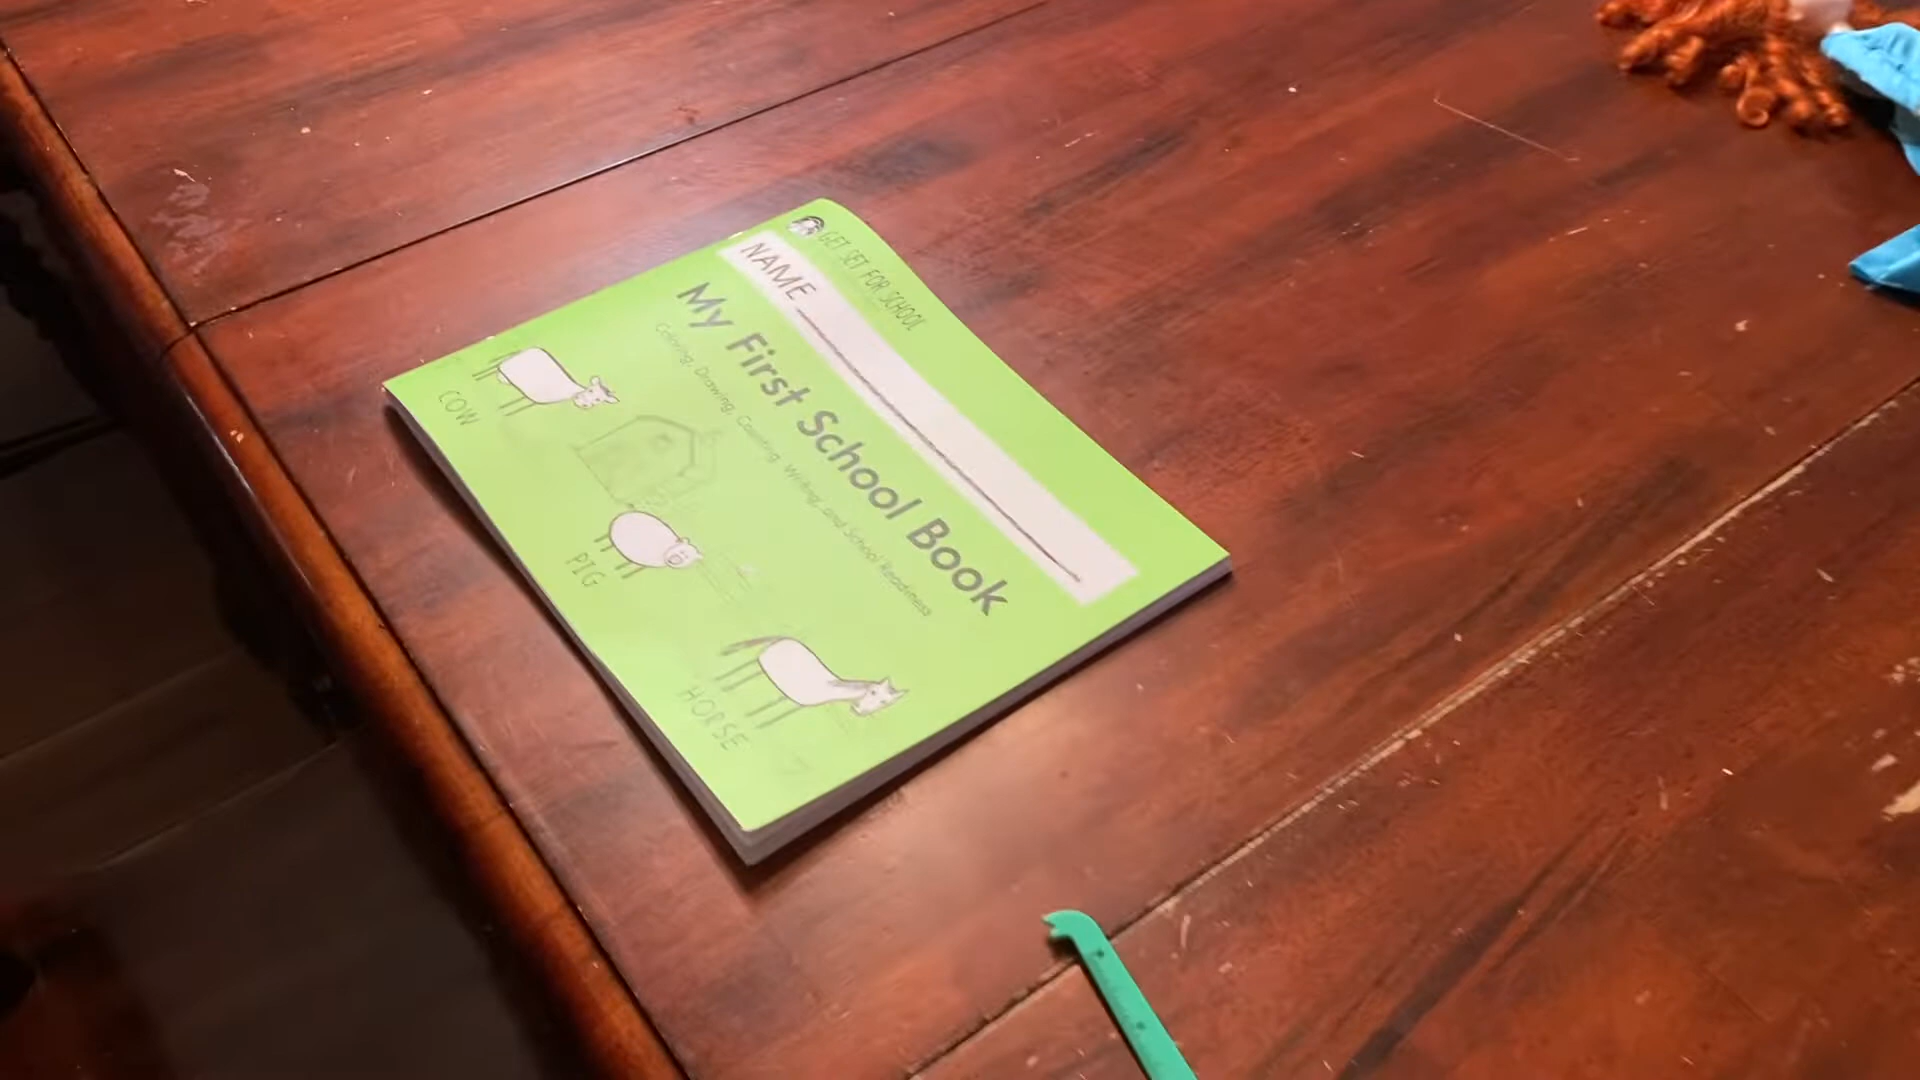 GET SET FOR SCHOOL
NAME
My First School Book
Coloring, Drawing, Counting, Writing, and School Readiness
COW
PIG
HORSE